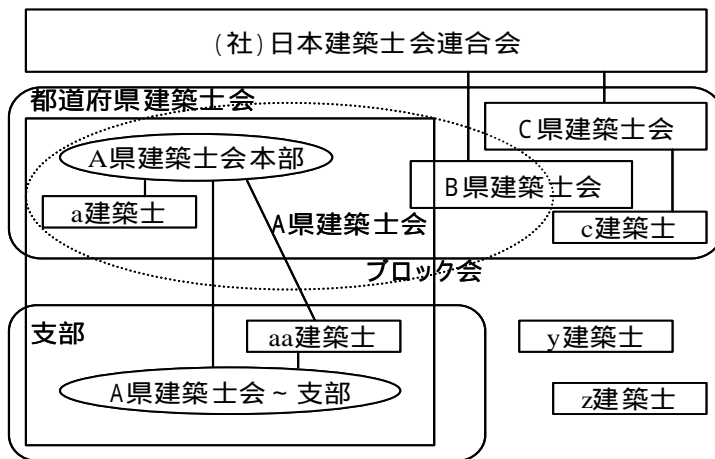 (社)日本建築士会連合会
都道府県建築士会
C県建築士会
A県建築士会本部
B県建築士会
a建築士
A県建築士会
c建築士
ブロック会
支部
aa建築士
y建築士
A県建築士会~支部
z建築士